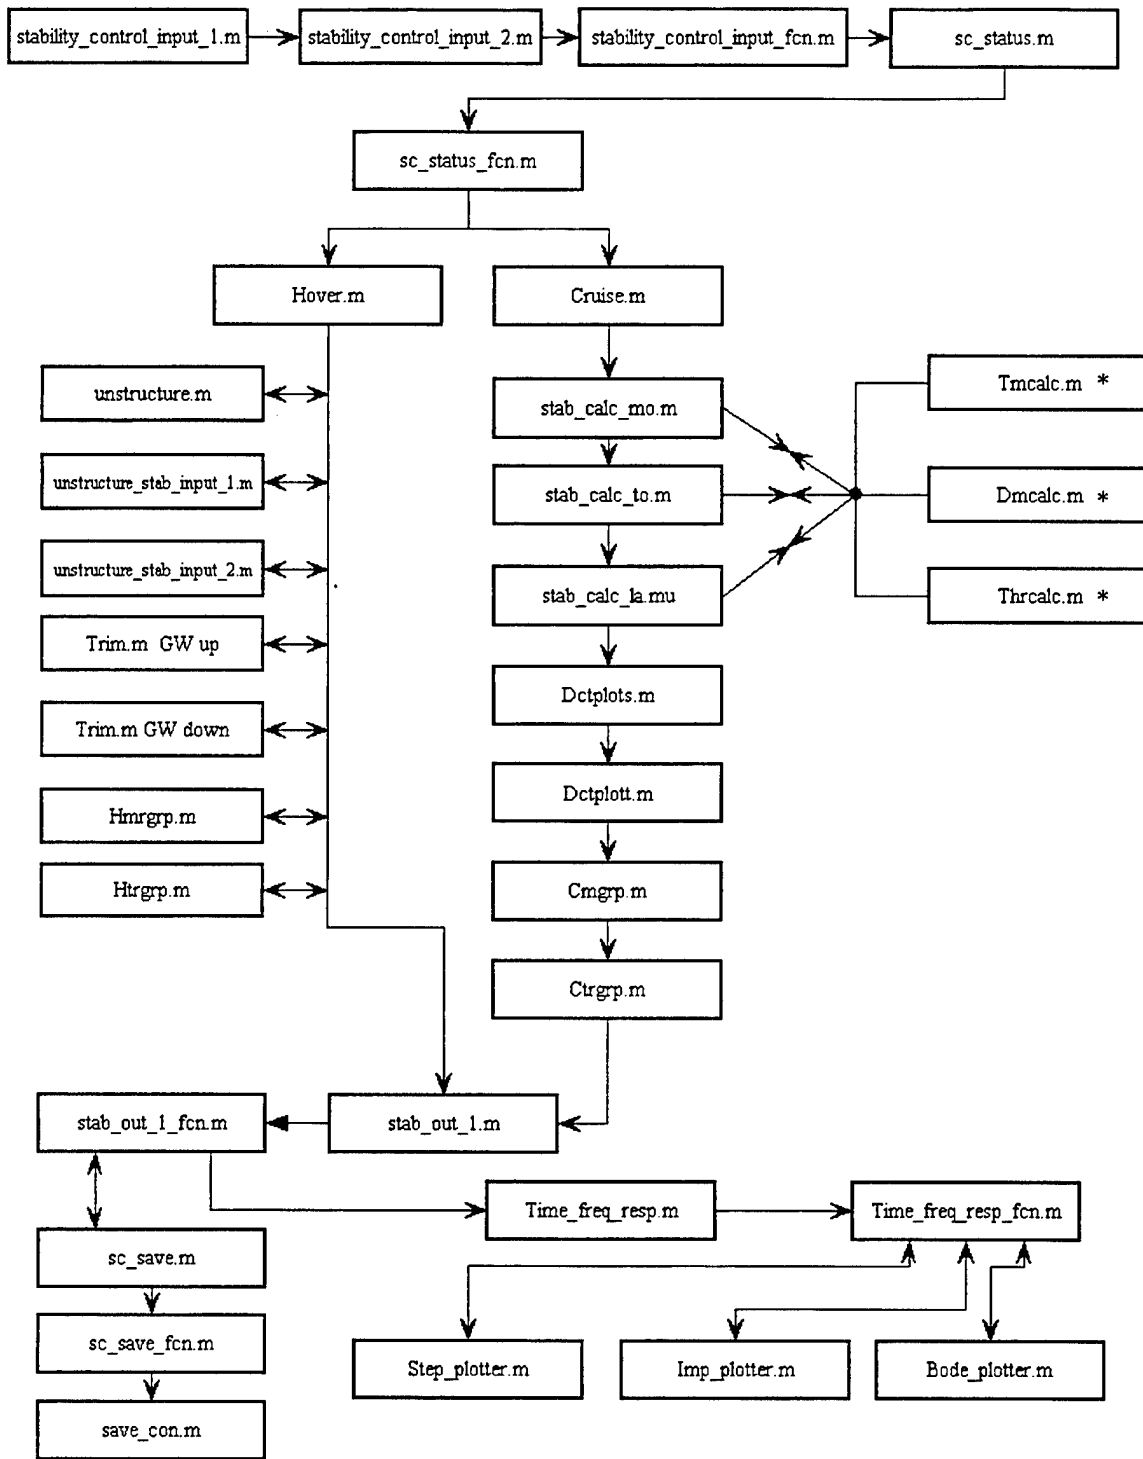 stability_control_input_1.m
stability_control_input_2.m
stability_control_input_fcn.m
sc_status.m
sc_status_fcn.m
Hover.m
Cruise.m
unstructure.m
stab_calc_mo.m
Tmcalc.m *
unstructure_stab_input_1.m
stab_calc_to.m
Dmcalc.m *
unstructure_stab_input_2.m
stab_calc_la.mu
Thrcalc.m *
Trim.m GW up
Dctplots.m
Trim.m GW down
Dctplott.m
Hmrgrp.m
Htrgrp.m
Cmgrp.m
Ctrgrp.m
stab_out_1_fcn.m
stab_out_1.m
Time_freq_resp.m
Time_freq_resp_fcn.m
sc_save.m
sc_save_fcn.m
Step_plotter.m
Imp_plotter.m
Bode_plotter.m
save_con.m